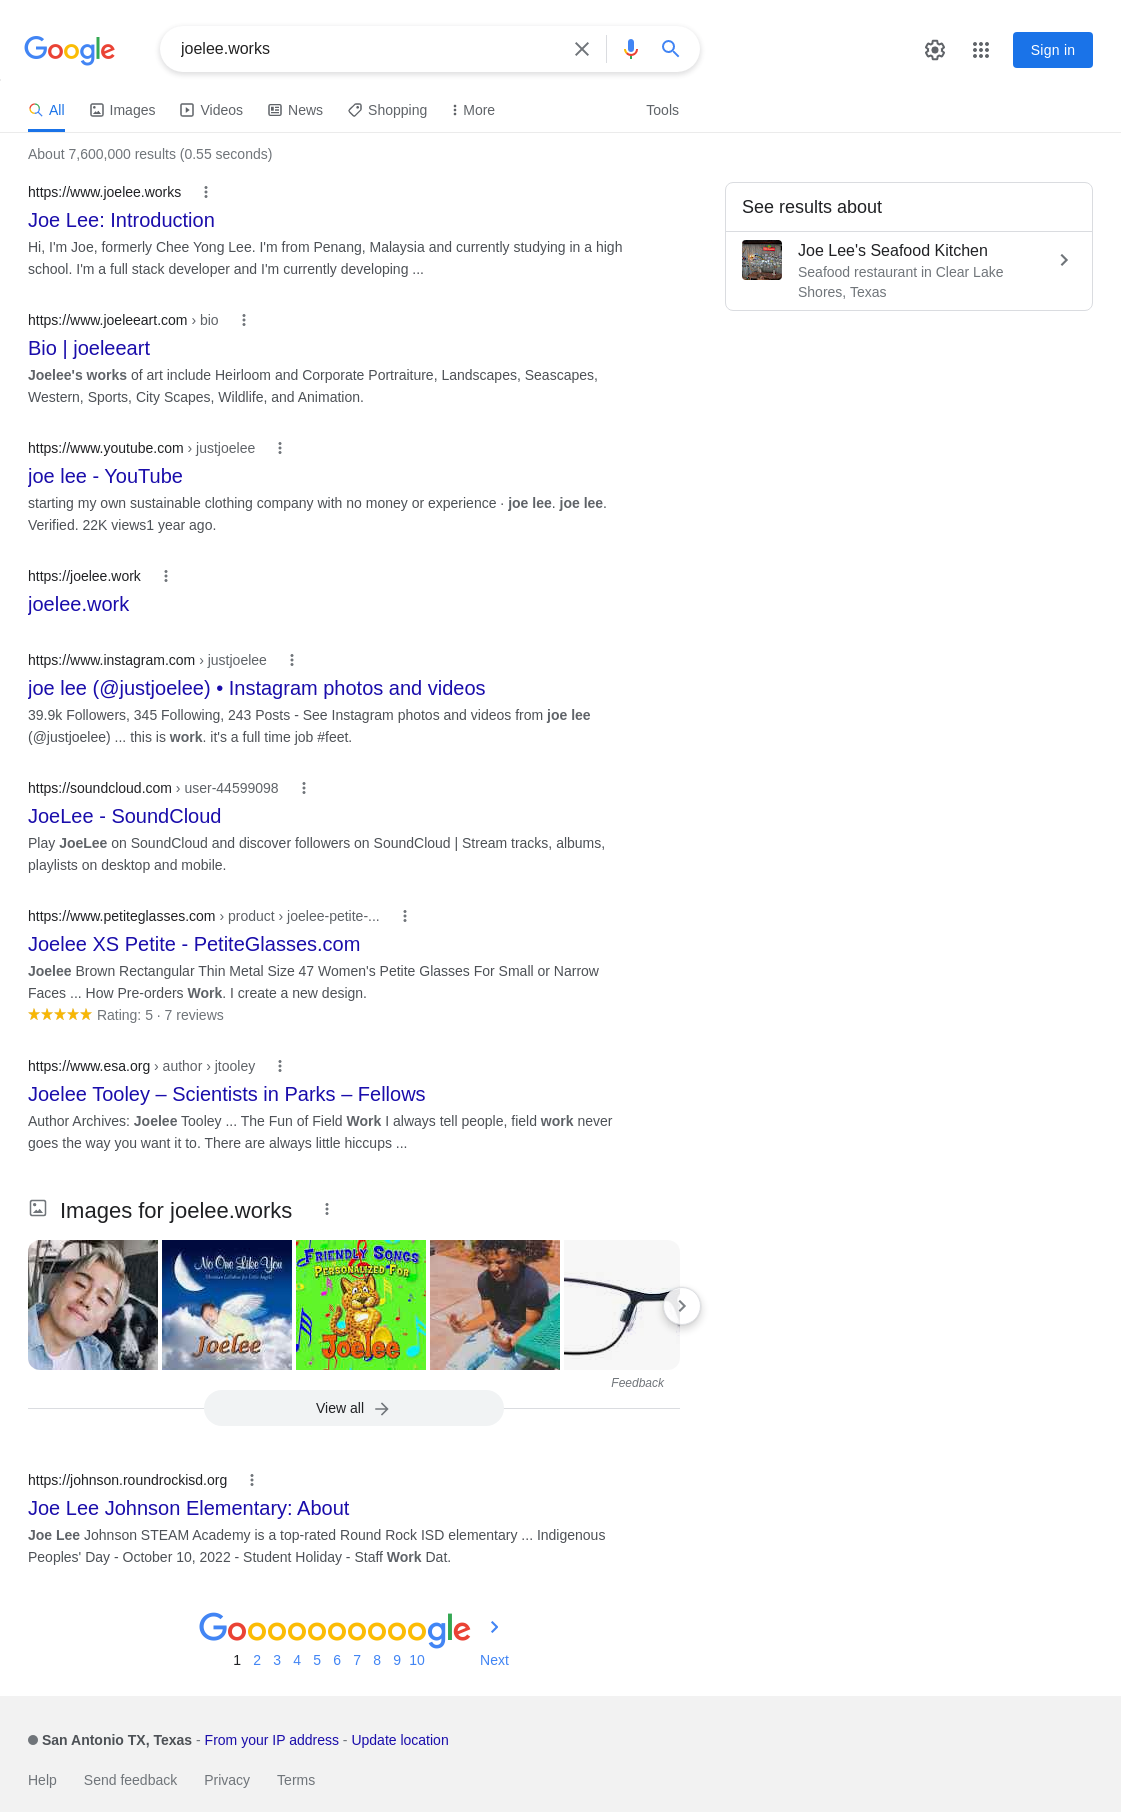 Google
joelee.works
Sign in
All
Images
Videos
News
Shopping
More
Tools
About 7,600,000 results (0.55 seconds)
https://www.joelee.works
Joe Lee: Introduction
Hi, I'm Joe, formerly Chee Yong Lee. I'm from Penang, Malaysia and currently studying in a high
school. I'm a full stack developer and I'm currently developing ...
See results about
Joe Lee's Seafood Kitchen
Seafood restaurant in Clear Lake
Shores, Texas
https://www.joeleeart.com › bio
Bio | joeleeart
Joelee's works of art include Heirloom and Corporate Portraiture, Landscapes, Seascapes,
Western, Sports, City Scapes, Wildlife, and Animation.
https://www.youtube.com › justjoelee
joe lee - YouTube
starting my own sustainable clothing company with no money or experience · joe lee. joe lee.
Verified. 22K views1 year ago.
https://joelee.work
joelee.work
https://www.instagram.com › justjoelee
joe lee (@justjoelee) • Instagram photos and videos
39.9k Followers, 345 Following, 243 Posts - See Instagram photos and videos from joe lee
(@justjoelee) ... this is work. it's a full time job #feet.
https://soundcloud.com › user-44599098
JoeLee - SoundCloud
Play JoeLee on SoundCloud and discover followers on SoundCloud | Stream tracks, albums,
playlists on desktop and mobile.
https://www.petiteglasses.com › product › joelee-petite-...
Joelee XS Petite - PetiteGlasses.com
Joelee Brown Rectangular Thin Metal Size 47 Women's Petite Glasses For Small or Narrow
Faces ... How Pre-orders Work. I create a new design.
Rating: 5 · 7 reviews
https://www.esa.org › author › jtooley
Joelee Tooley – Scientists in Parks – Fellows
Author Archives: Joelee Tooley ... The Fun of Field Work I always tell people, field work never
goes the way you want it to. There are always little hiccups ...
Images for joelee.works
No One Like You
Christian Lullabies for Little Angels
Joelee
FRIENDLY SONGS
PERSONALIZED FOR
Joelee
Feedback
View all
https://johnson.roundrockisd.org
Joe Lee Johnson Elementary: About
Joe Lee Johnson STEAM Academy is a top-rated Round Rock ISD elementary ... Indigenous
Peoples' Day - October 10, 2022 - Student Holiday - Staff Work Dat.
Goooooooooogle
1 2 3 4 5 6 7 8 9 10 Next
San Antonio TX, Texas - From your IP address - Update location
Help Send feedback Privacy Terms